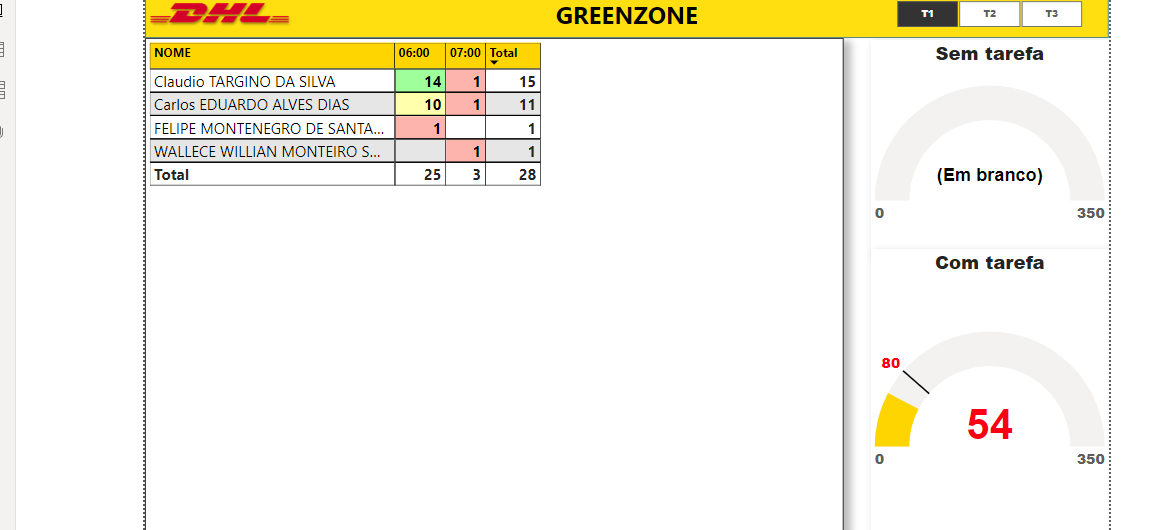 DHL
GREENZONE
T1 T2 T3
NOME 06:00 07:00 Total
Claudio TARGINO DA SILVA 14 1 15
Carlos EDUARDO ALVES DIAS 10 1 11
FELIPE MONTENEGRO DE SANTA... 1 1
WALLECE WILLIAN MONTEIRO S... 1 1
Total 25 3 28
Sem tarefa
(Em branco)
0 350
Com tarefa
80
54
0 350